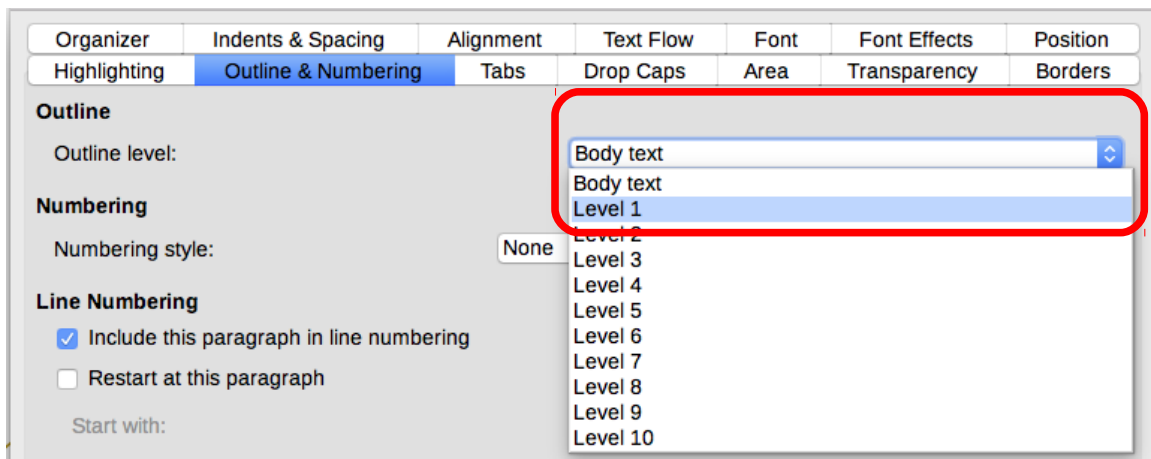 Organizer Indents & Spacing Alignment Text Flow Font Font Effects Position
Highlighting Outline & Numbering Tabs Drop Caps Area Transparency Borders
Outline
Outline level: Body text
Body text
Numbering
Level 1
Level 2
Numbering style: None
Level 3
Level 4
Line Numbering
Level 5
Include this paragraph in line numbering
Level 6
Level 7
Restart at this paragraph
Level 8
Level 9
Start with:
Level 10